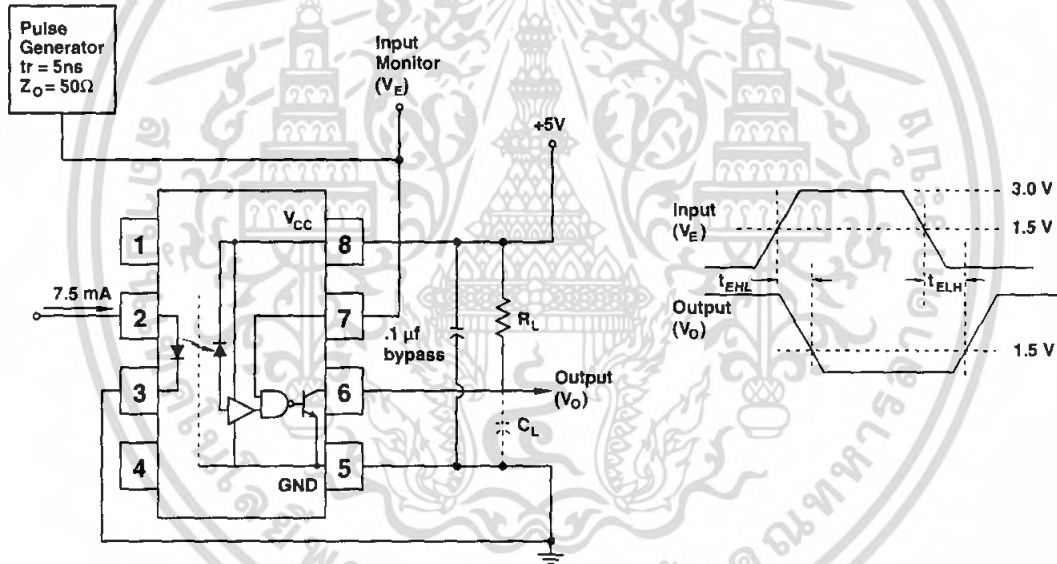 Pulse
Generator
tr = 5ns
Z_O = 50Ω
Input
Monitor
(V_E)
+5V
V_CC
1
8
7.5 mA
2
7
.1 µf
bypass
R_L
3
6
Output
(V_O)
C_L
4
5
GND
3.0 V
Input
(V_E)
1.5 V
t_EHL
t_ELH
Output
(V_O)
1.5 V